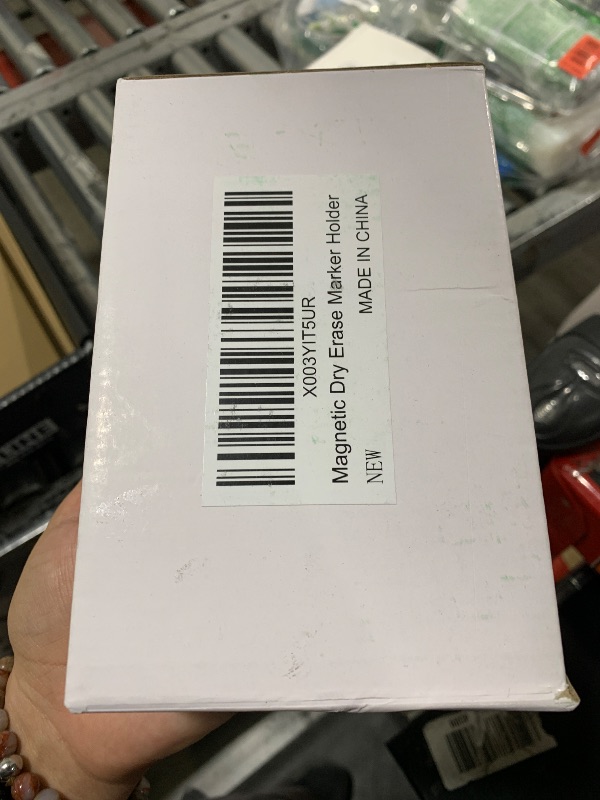 X003YIT5UR
Magnetic Dry Erase Marker Holder
NEW
MADE IN CHINA